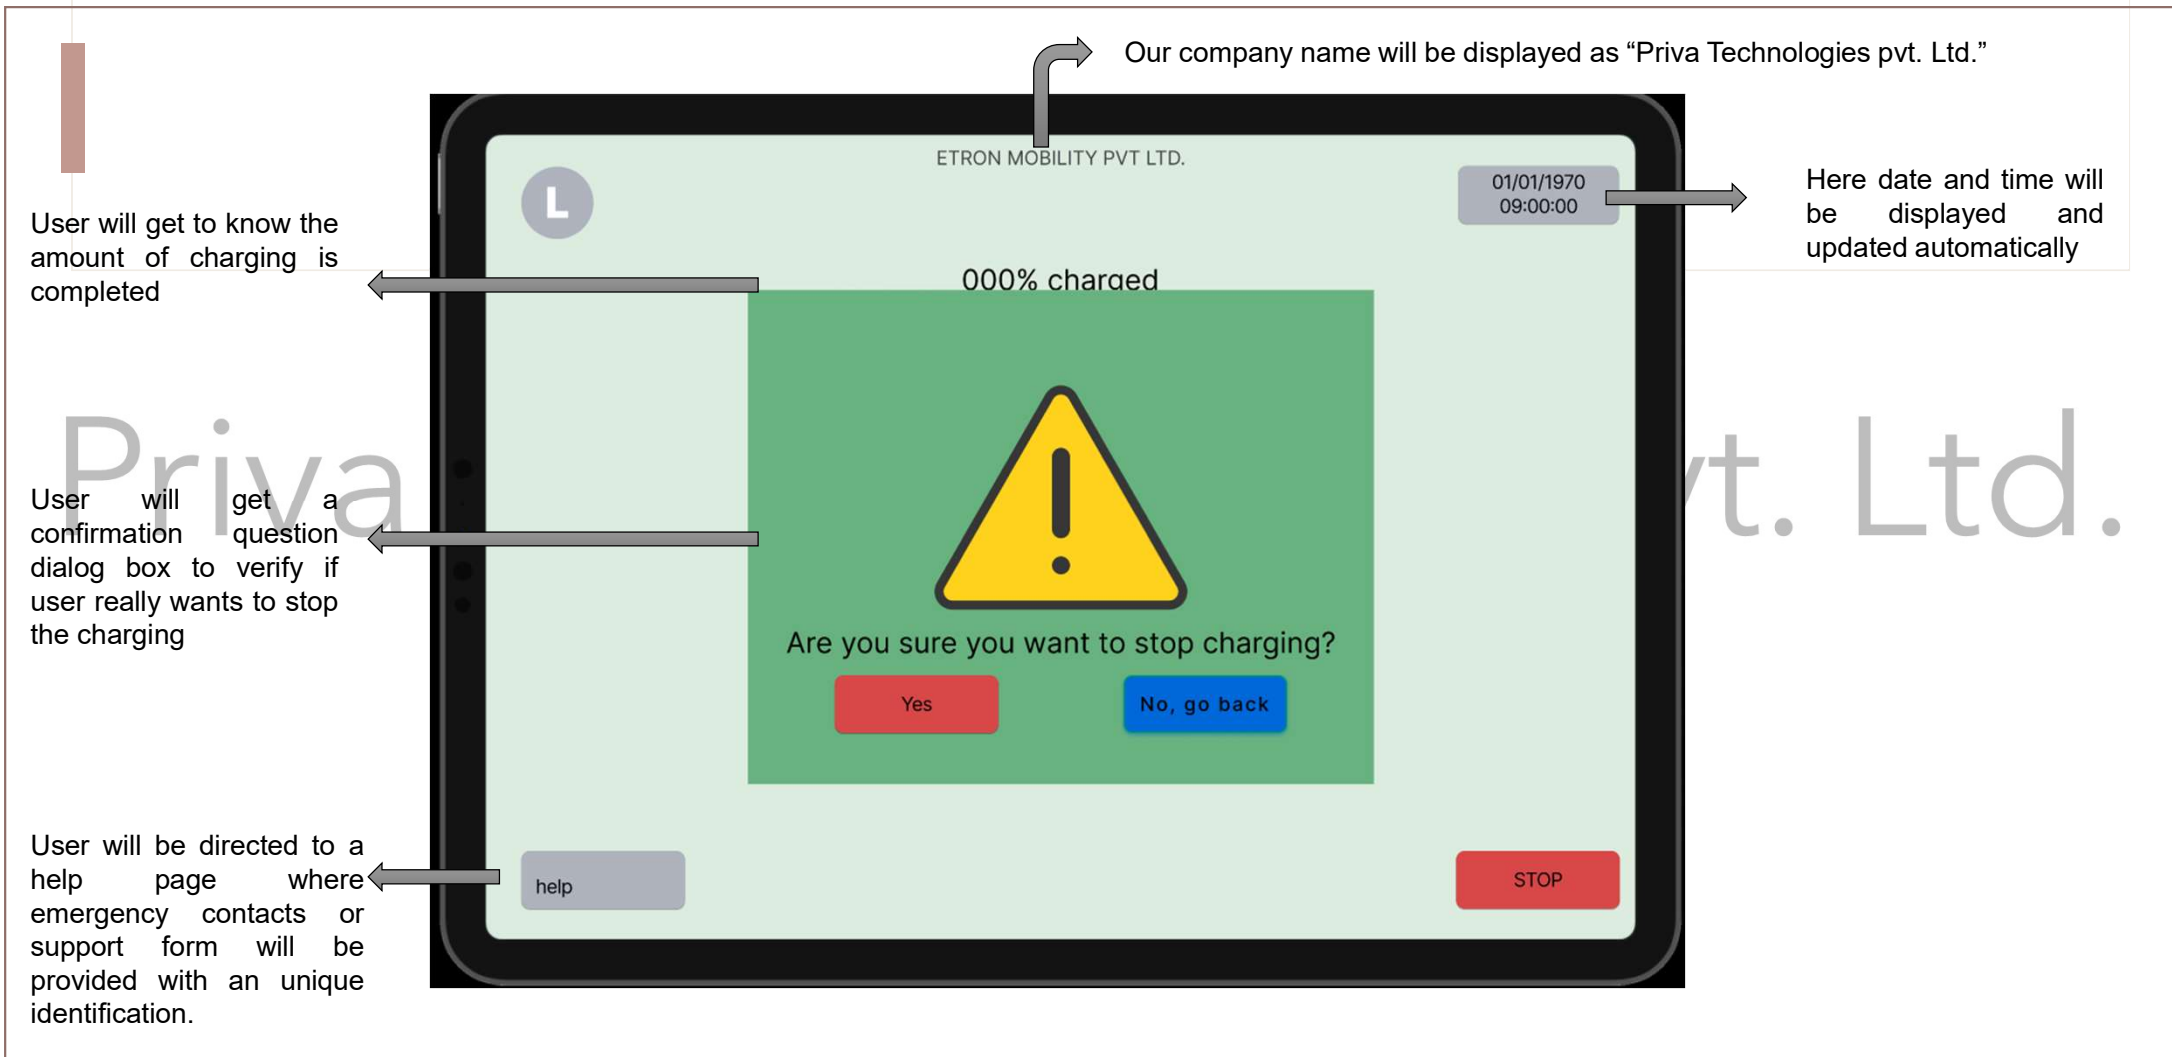 Our company name will be displayed as “Priva Technologies pvt. Ltd.”
ETRON MOBILITY PVT LTD.
L
01/01/1970
09:00:00
Here date and time will
be displayed and
updated automatically
User will get to know the
amount of charging is
completed
000% charged
Priva vt. Ltd.
User will get a
confirmation question
dialog box to verify if
user really wants to stop
the charging
Are you sure you want to stop charging?
Yes
No, go back
User will be directed to a
help page where
emergency contacts or
support form will be
provided with an unique
identification.
help
STOP